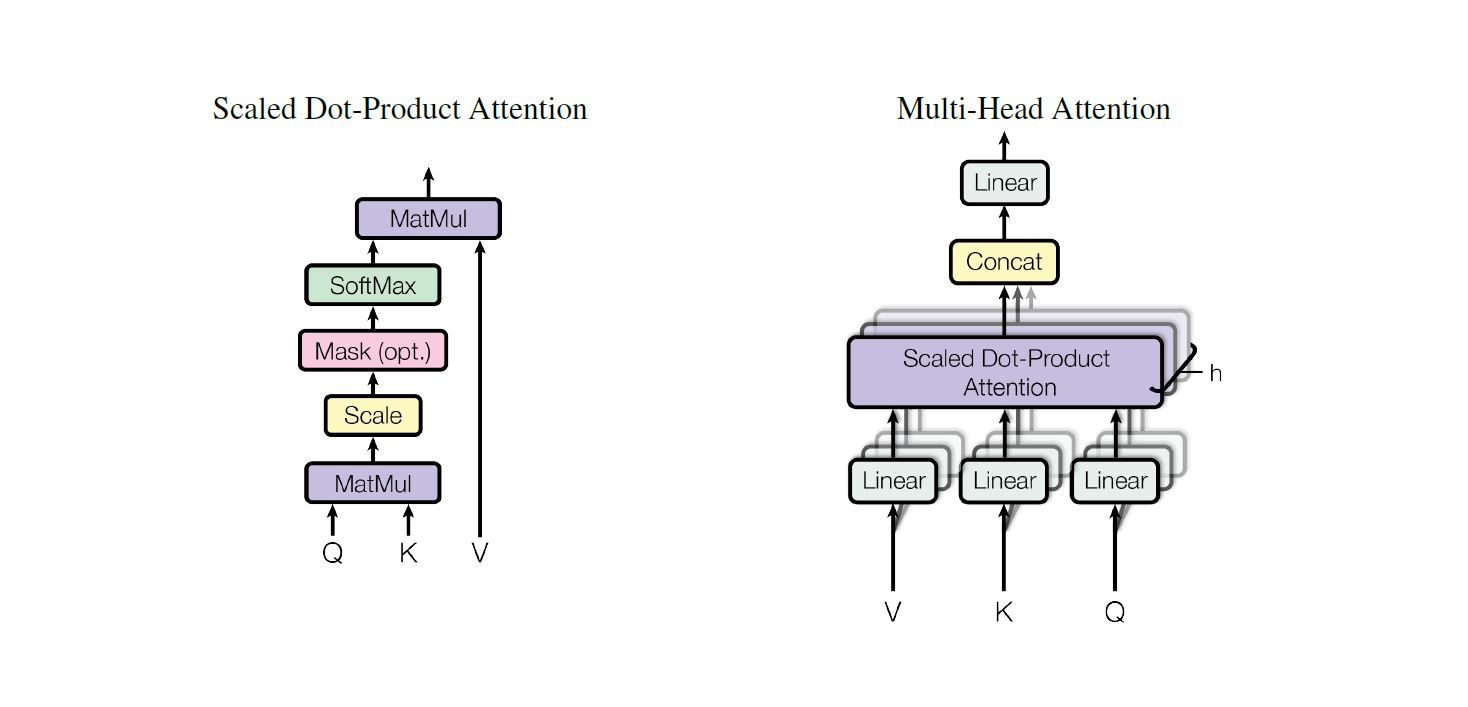 Scaled Dot-Product Attention
MatMul
SoftMax
Mask (opt.)
Scale
MatMul
Q K V
Multi-Head Attention
Linear
Concat
Scaled Dot-Product
Attention
h
Linear Linear Linear
V K Q